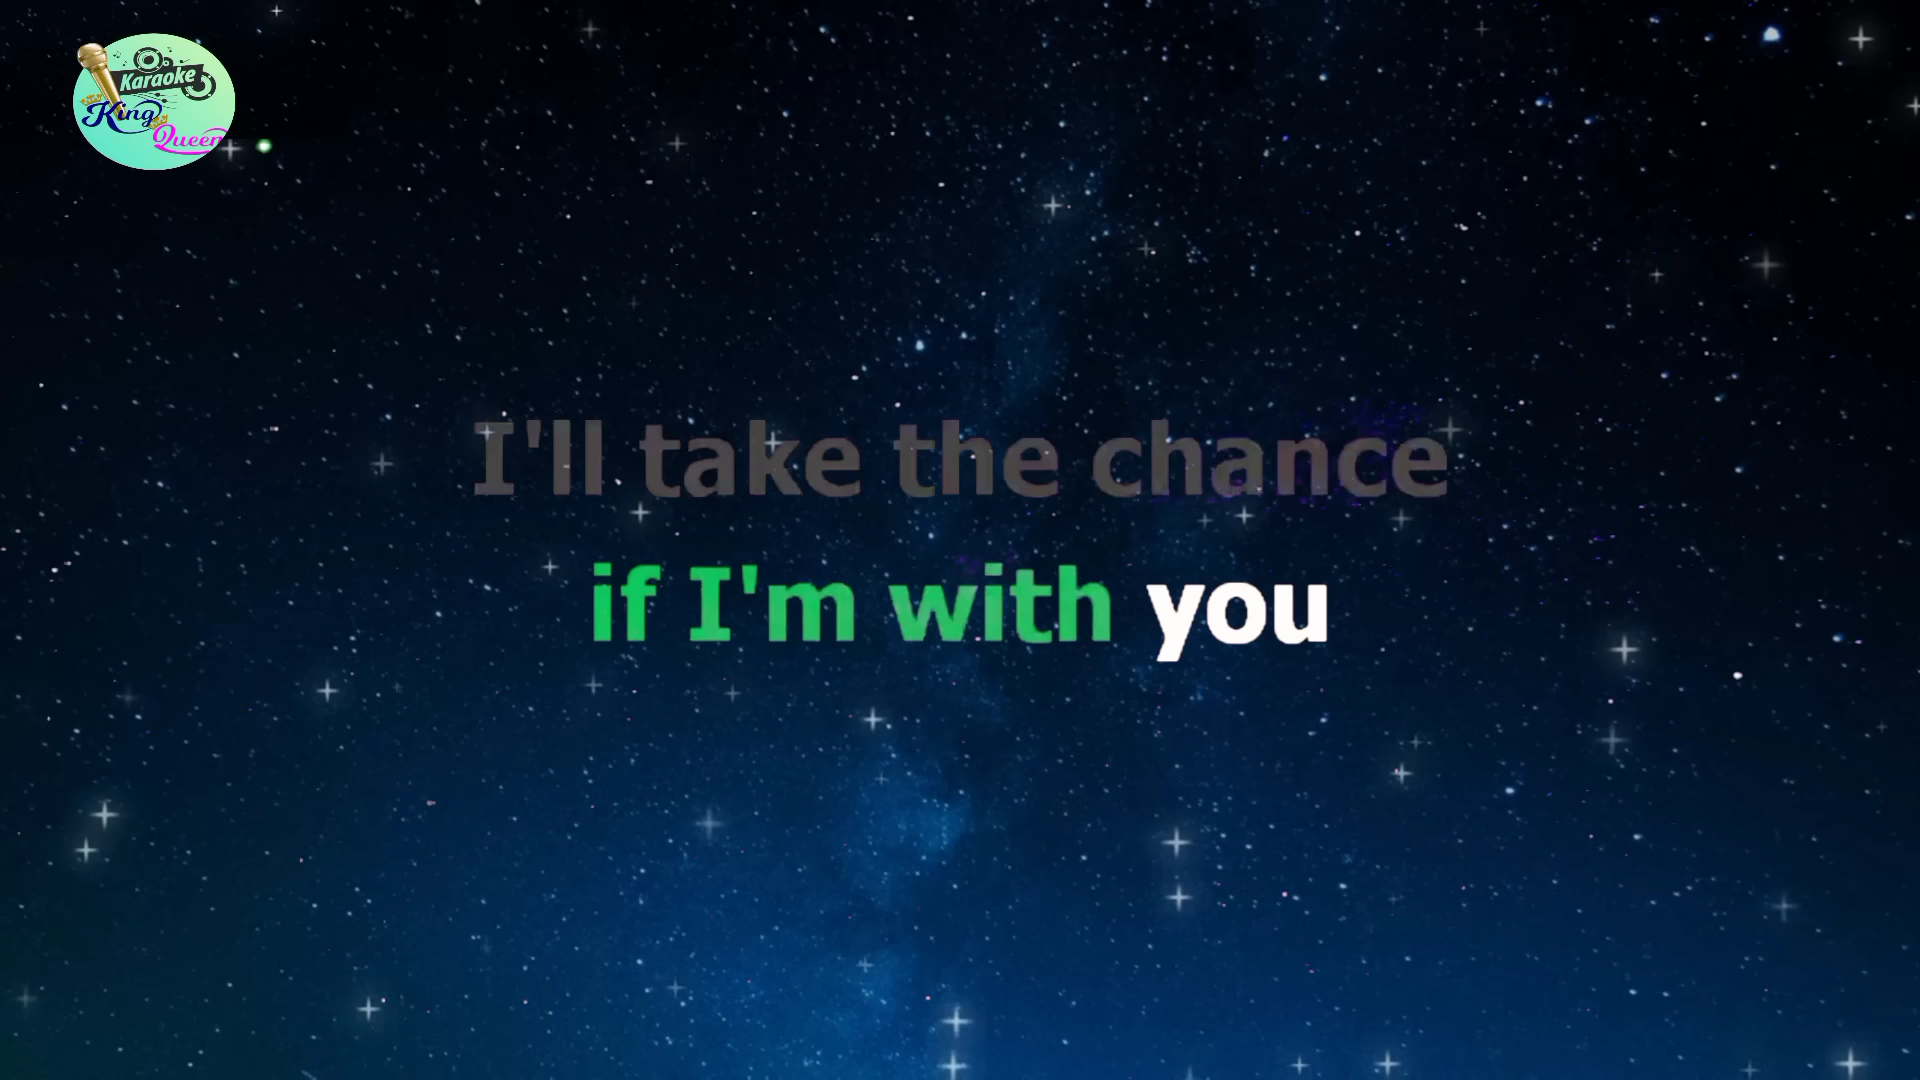 Karaoke
King
Queen
I'll take the chance
if I'm with you